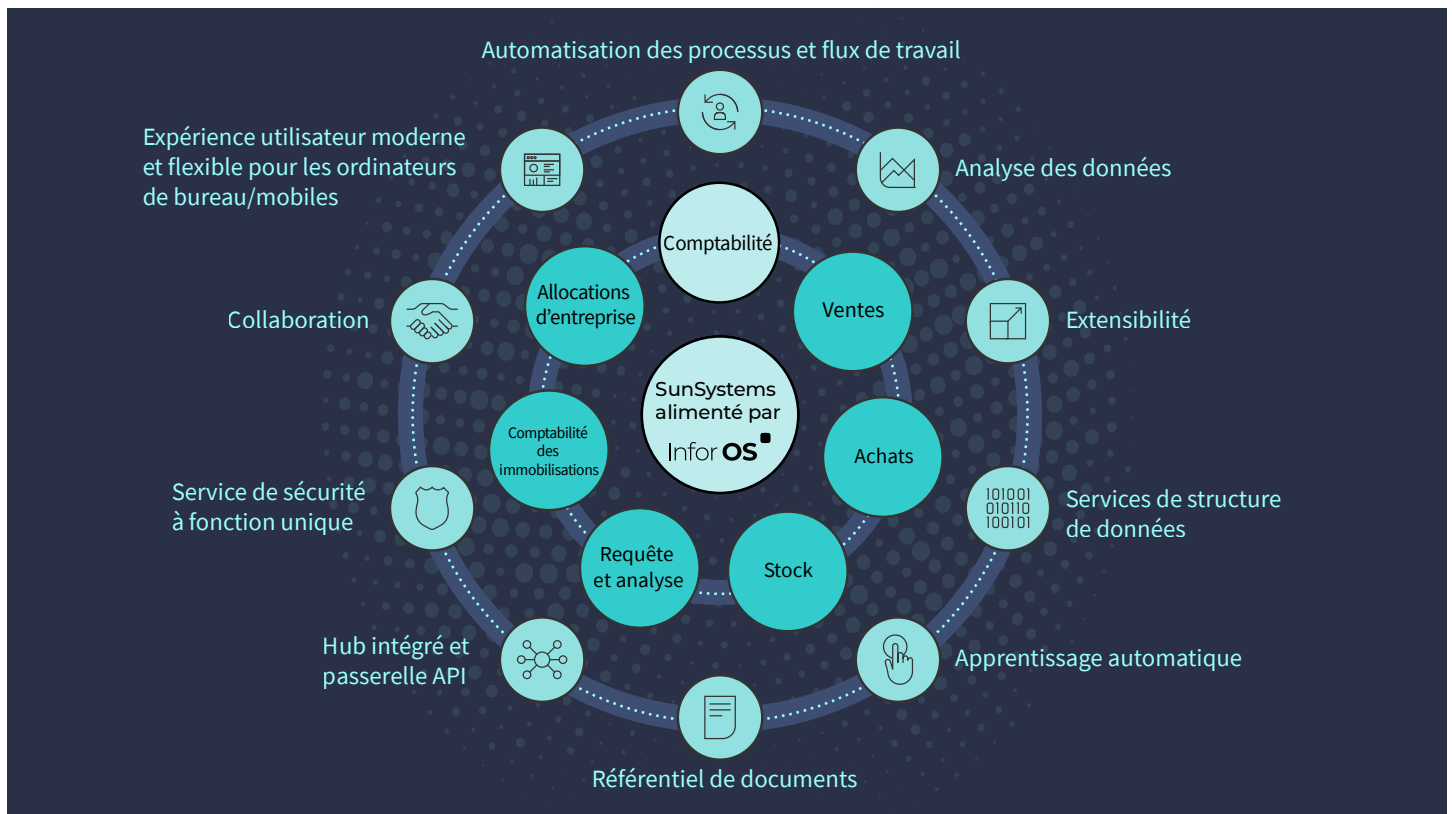 Automatisation des processus et flux de travail
Expérience utilisateur moderne
et flexible pour les ordinateurs
de bureau/mobiles
Analyse des données
Comptabilité
Allocations
d’entreprise
Ventes
Collaboration
Extensibilité
SunSystems
alimenté par
Infor OS
Comptabilité
des
immobilisations
Achats
Service de sécurité
à fonction unique
101001
010110
100101
Services de structure
de données
Requête
et analyse
Stock
Hub intégré et
passerelle API
Apprentissage automatique
Référentiel de documents